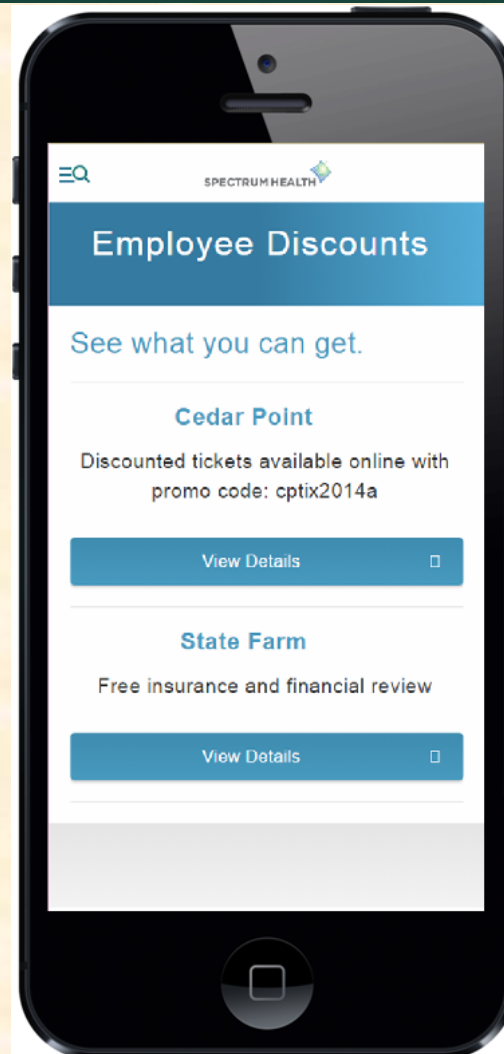 SPECTRUM HEALTH
Employee Discounts
See what you can get.
Cedar Point
Discounted tickets available online with
promo code: cptix2014a
View Details
State Farm
Free insurance and financial review
View Details